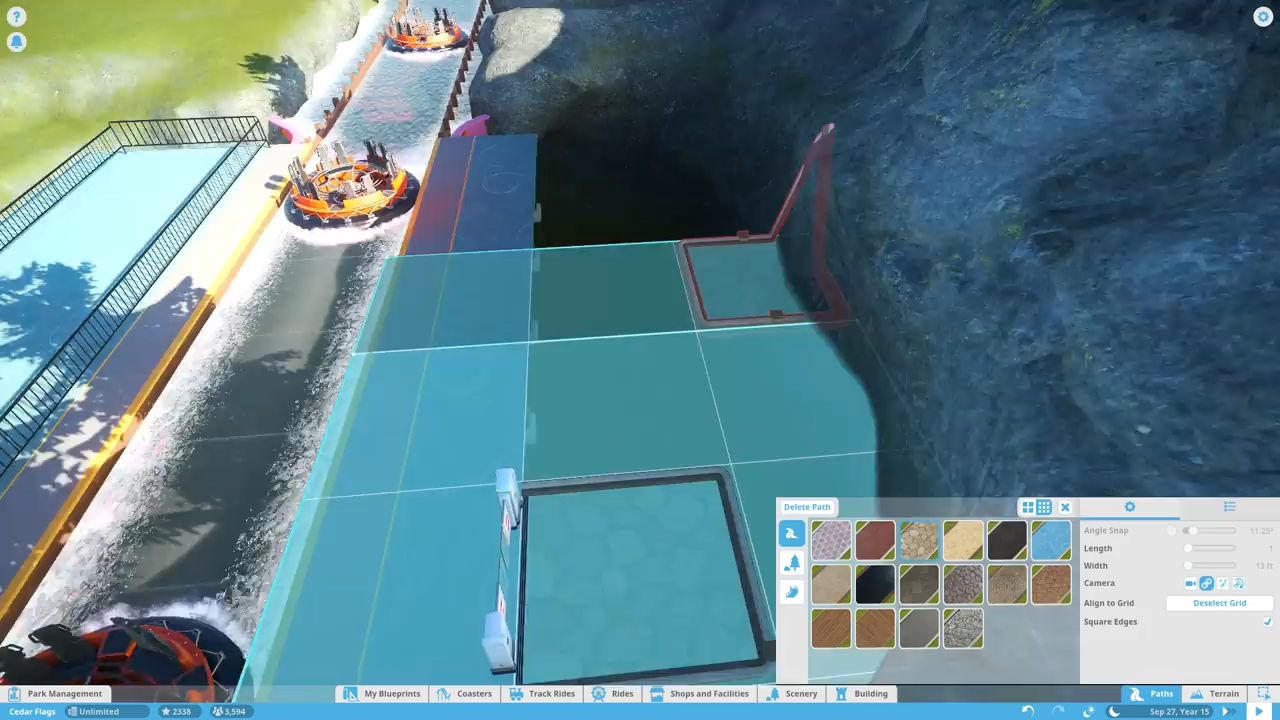 ?
Delete Path
Angle Snap 11.25°
Length 1
Width 13 ft
Camera
Align to Grid Deselect Grid
Square Edges
Park Management
My Blueprints
Coasters
Track Rides
Rides
Shops and Facilities
Scenery
Building
Paths
Terrain
Cedar Flags
Unlimited
2338
3,594
Sep 27, Year 15